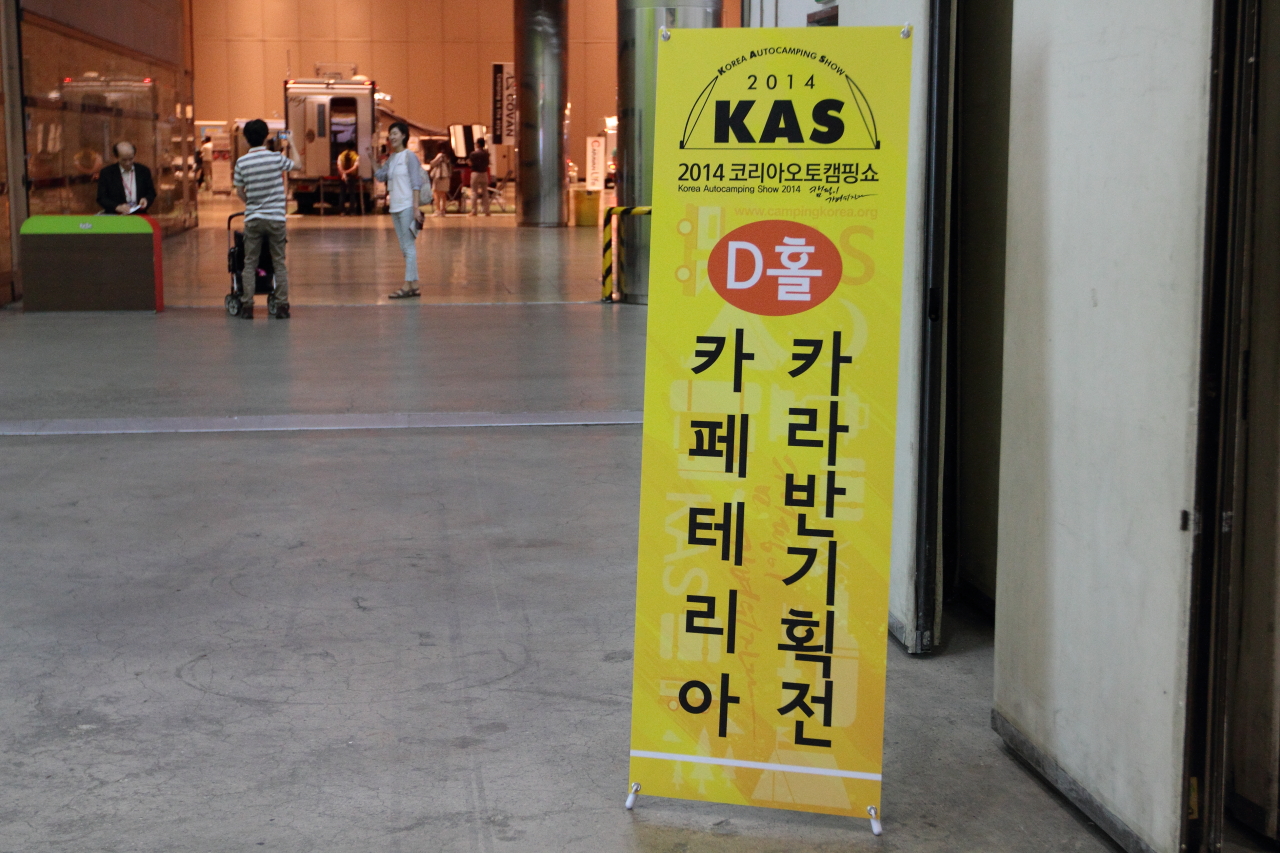 KOREA AUTOCAMPING SHOW
2014
KAS
2014 코리아오토캠핑쇼
Korea Autocamping Show 2014
www.campingkorea.org
D홀
카라반기획전
카페테리아